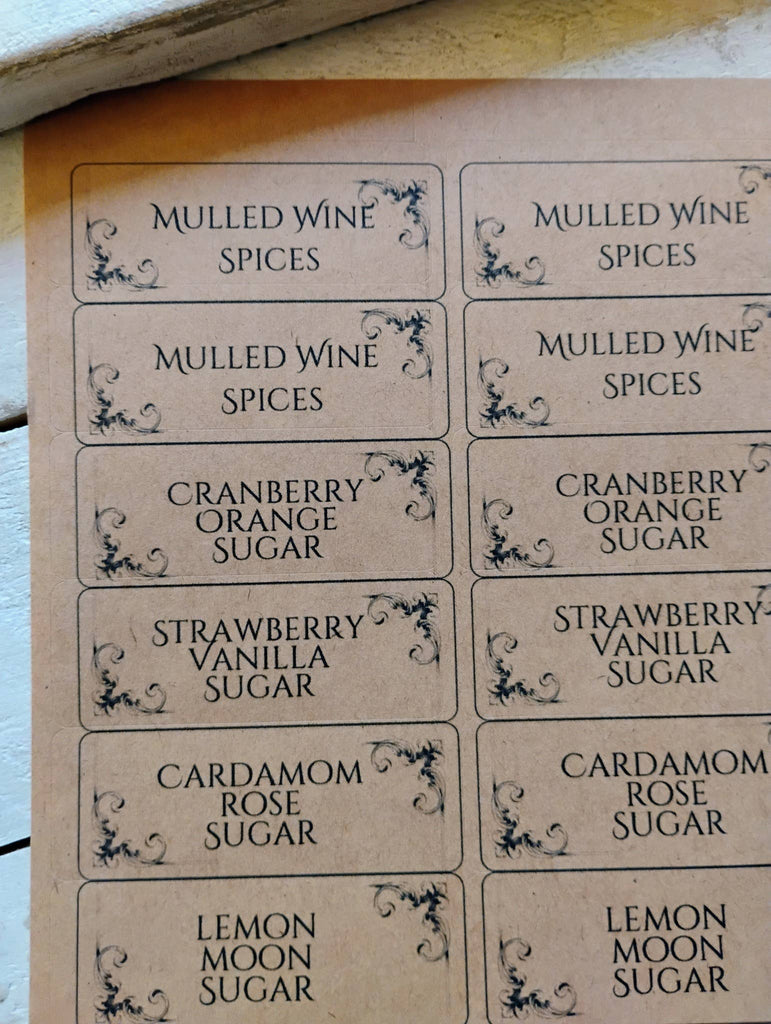 MULLED WINE
SPICES
MULLED WINE
SPICES
MULLED WINE
SPICES
MULLED WINE
SPICES
CRANBERRY
ORANGE
SUGAR
CRANBERRY
ORANGE
SUGAR
STRAWBERRY
VANILLA
SUGAR
STRAWBERRY
VANILLA
SUGAR
CARDAMOM
ROSE
SUGAR
CARDAMOM
ROSE
SUGAR
LEMON
MOON
SUGAR
LEMON
MOON
SUGAR